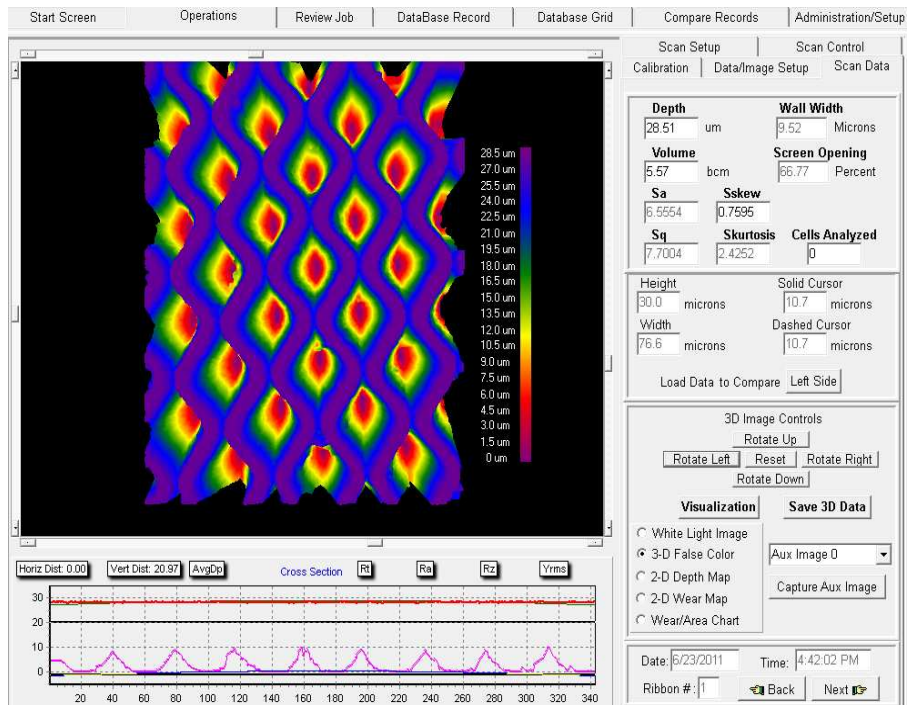 Start Screen Operations Review Job DataBase Record Database Grid Compare Records Administration/Setup
Scan Setup Scan Control
Calibration Data/Image Setup Scan Data
Depth Wall Width
28.51 um 9.52 Microns
Volume Screen Opening
5.57 bcm 66.77 Percent
Sa Sskew
6.5554 0.7595
Sq Skurtosis Cells Analyzed
7.7004 2.4252 0
Height Solid Cursor
30.0 microns 10.7 microns
Width Dashed Cursor
76.6 microns 10.7 microns
Load Data to Compare Left Side
3D Image Controls
Rotate Up
Rotate Left Reset Rotate Right
Rotate Down
Visualization Save 3D Data
White Light Image
3-D False Color Aux Image 0
2-D Depth Map
2-D Wear Map Capture Aux Image
Wear/Area Chart
Date: 6/23/2011 Time: 4:42:02 PM
Ribbon #: 1 Back Next
28.5 um
27.0 um
25.5 um
24.0 um
22.5 um
21.0 um
19.5 um
18.0 um
16.5 um
15.0 um
13.5 um
12.0 um
10.5 um
9.0 um
7.5 um
6.0 um
4.5 um
3.0 um
1.5 um
0 um
Horiz Dist: 0.00 Vert Dist: 20.97 AvgDp Cross Section Rt Ra Rz Yrms
30
20
10
0
20 40 60 80 100 120 140 160 180 200 220 240 260 280 300 320 340